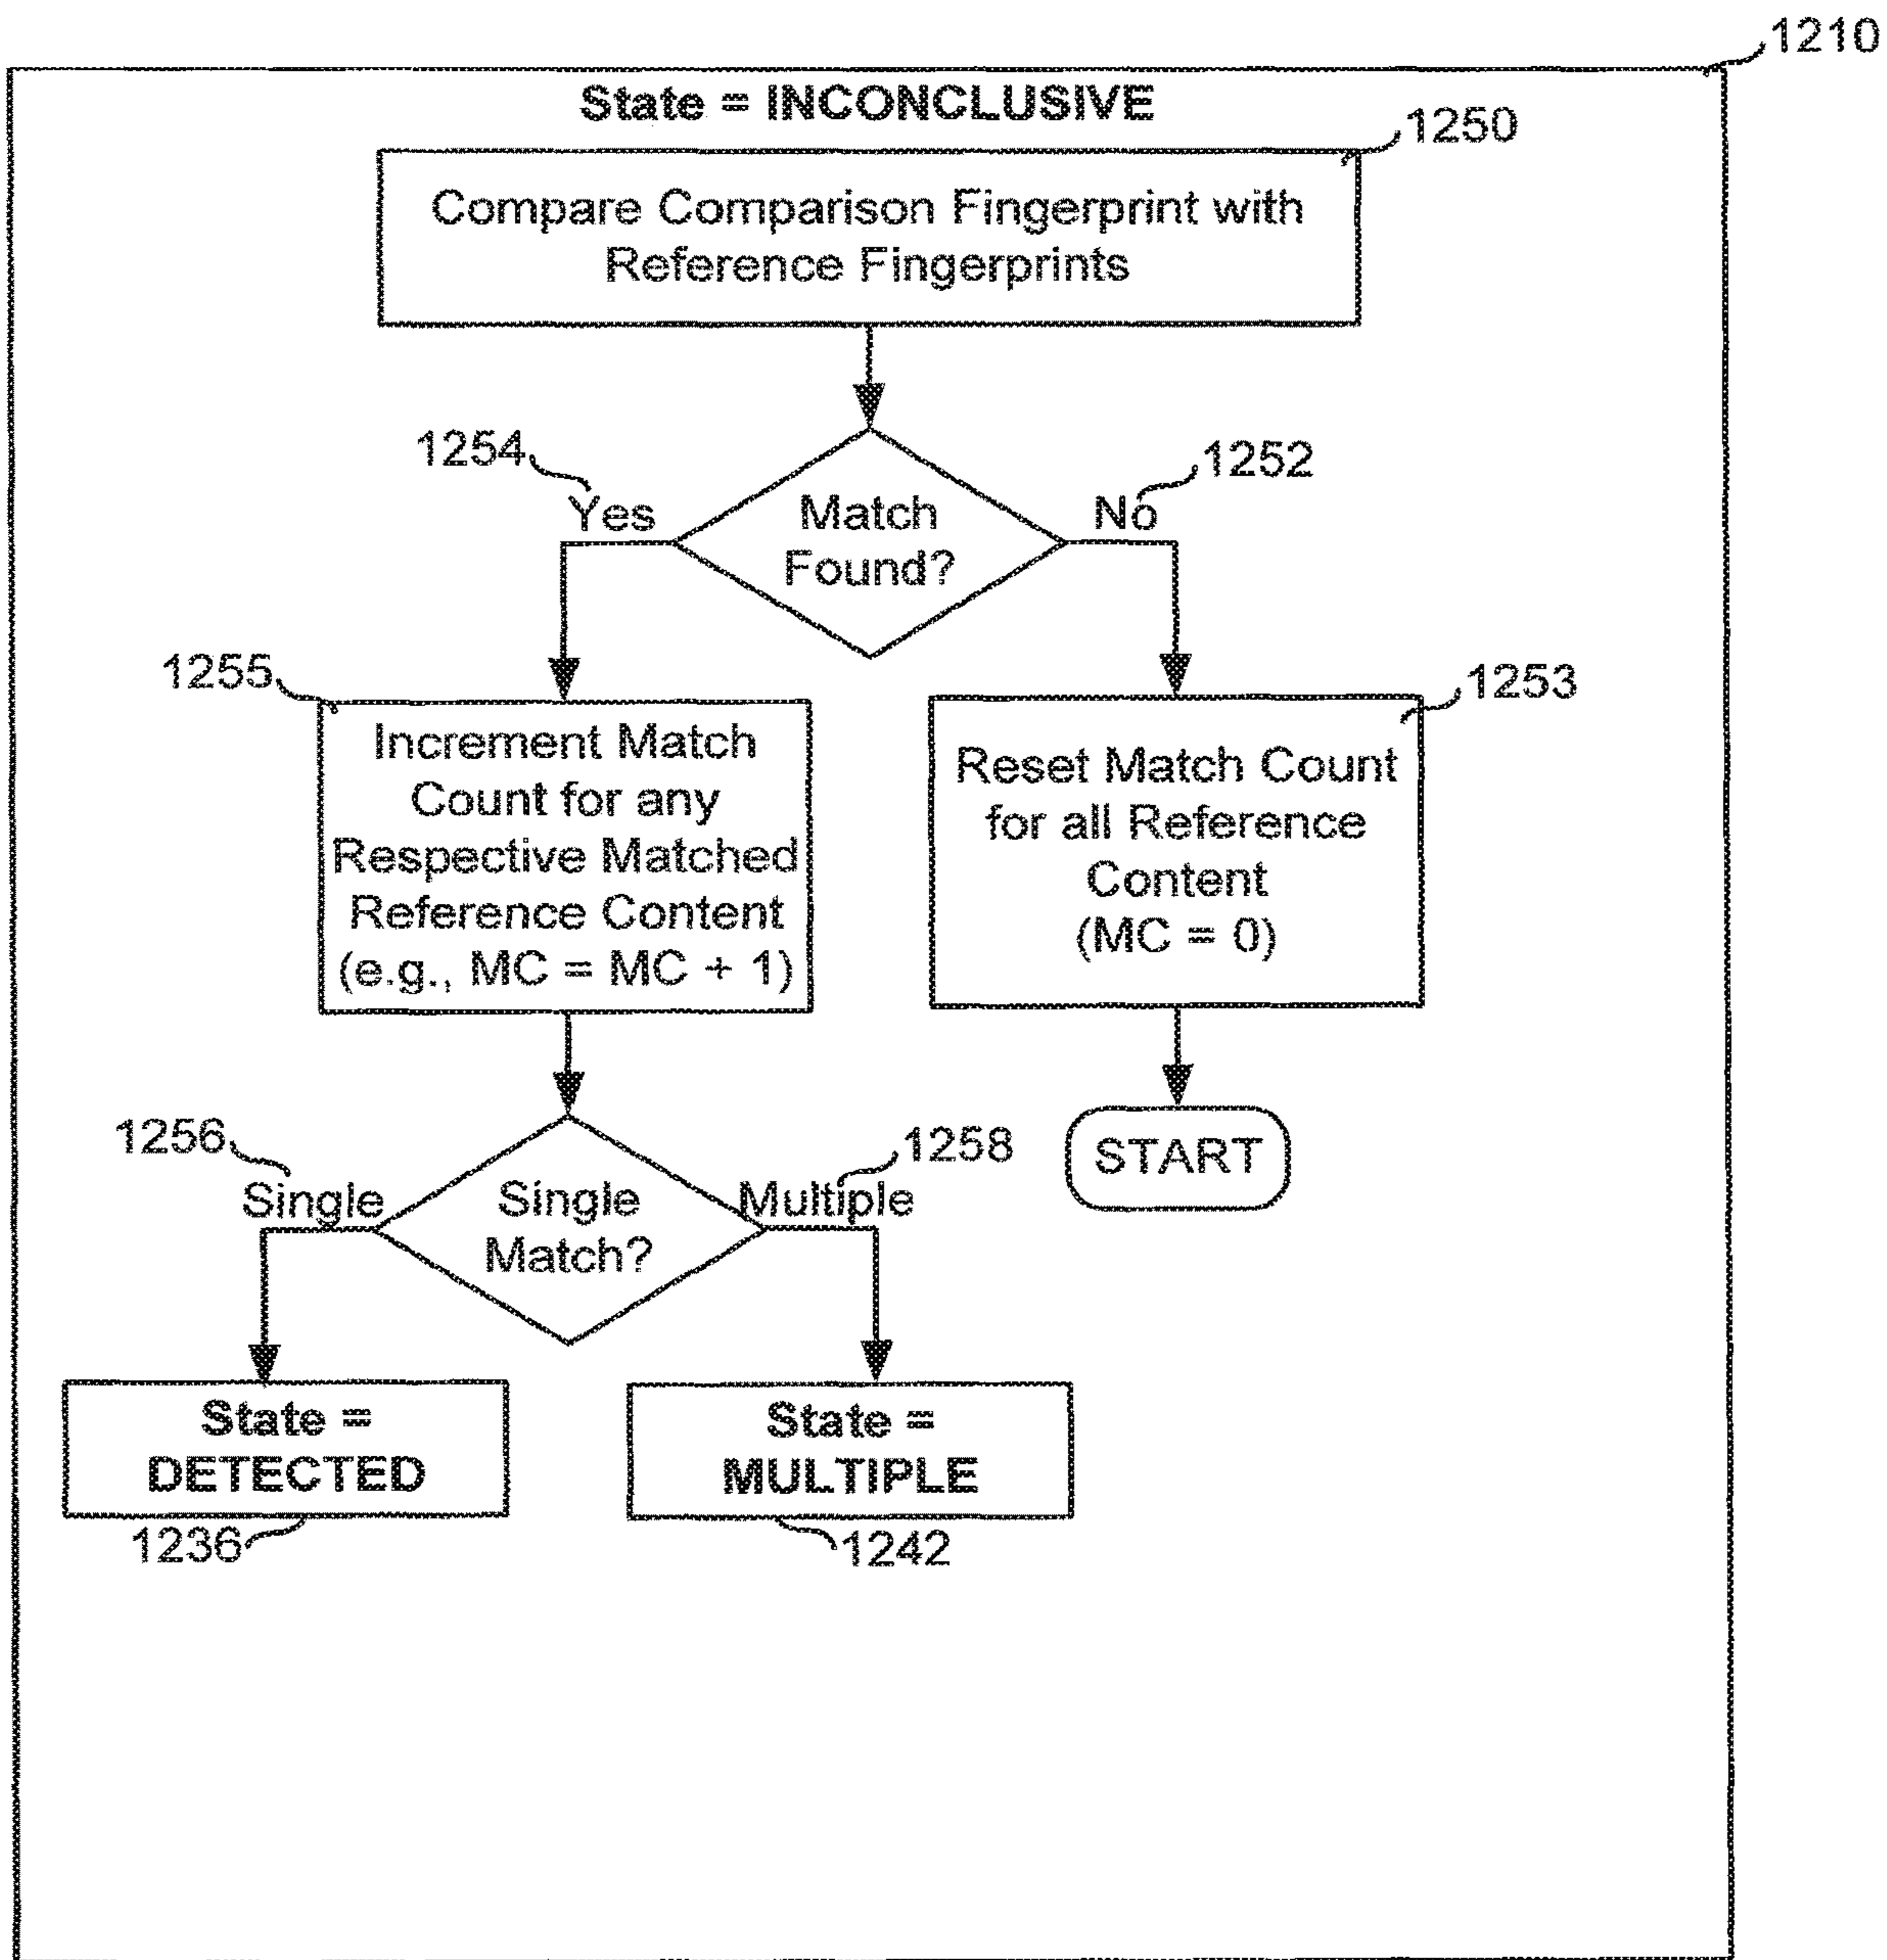 1210
State = INCONCLUSIVE
1250
Compare Comparison Fingerprint with
Reference Fingerprints
1254
1252
Yes
Match
Found?
No
1255
Increment Match
Count for any
Respective Matched
Reference Content
(e.g., MC = MC + 1)
1253
Reset Match Count
for all Reference
Content
(MC = 0)
1256
Single
Single
Match?
1258
Multiple
START
State =
DETECTED
1236
State =
MULTIPLE
1242